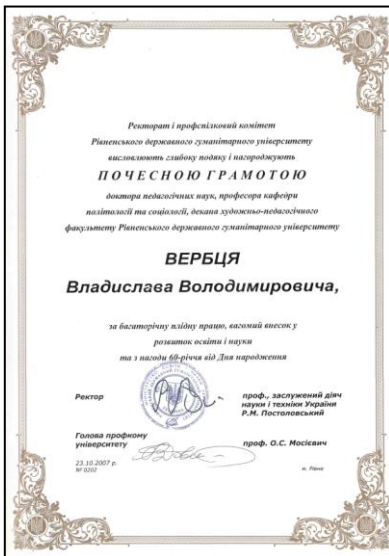 Ректорат і профспілковий комітет
Рівненського державного гуманітарного університету
висловлюють глибоку подяку і нагороджують
ПОЧЕСНОЮ ГРАМОТОЮ
доктора педагогічних наук, професора кафедри
політології та соціології, декана художньо-педагогічного
факультету Рівненського державного гуманітарного університету
ВЕРБЦЯ
Владислава Володимировича,
за багаторічну плідну працю, вагомий внесок у
розвиток освіти і науки
та з нагоди 60-річчя від Дня народження
Ректор
проф., заслужений діяч
науки і техніки України
Р.М. Постоловський
Голова профкому
університету
проф. О.С. Мосієвич
23.10.2007 р.
№ 0202
м. Рівне